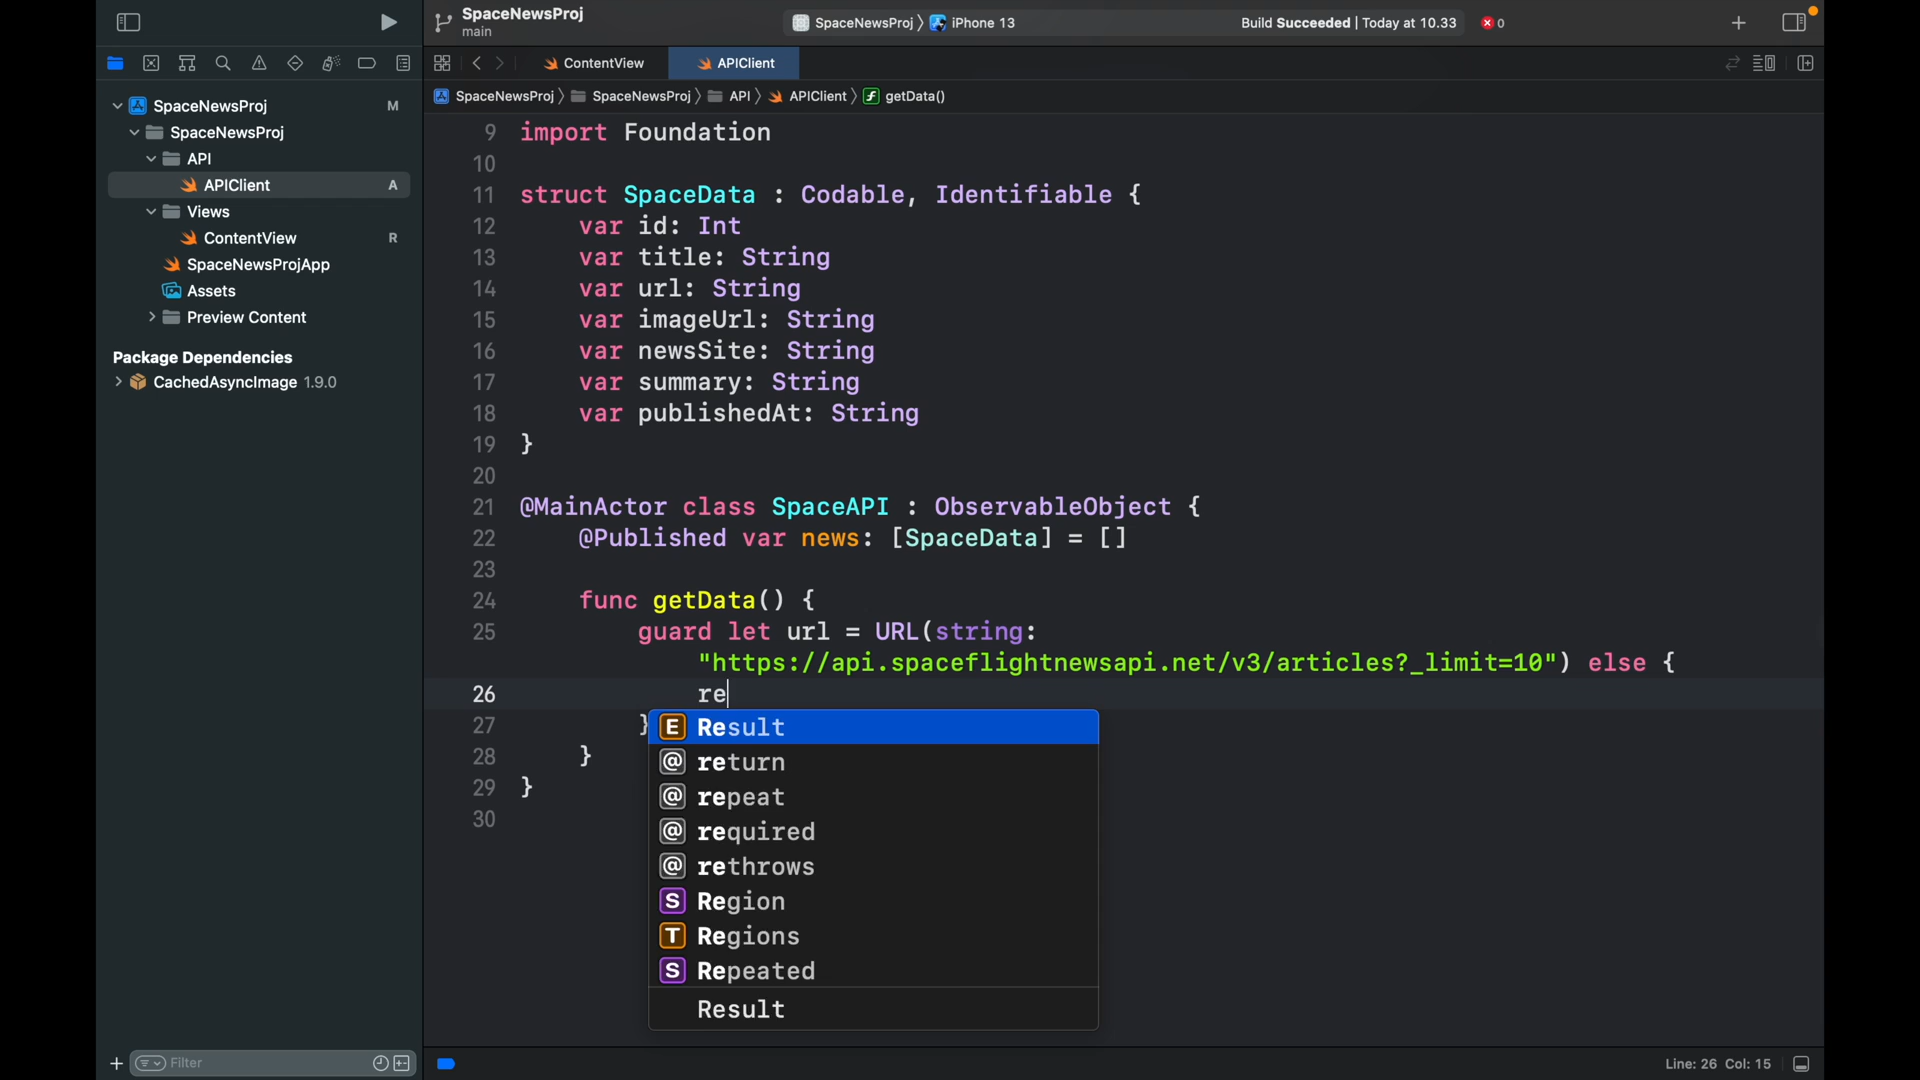 SpaceNewsProj
main
SpaceNewsProj
iPhone 13
Build Succeeded | Today at 10.33
0
ContentView
APIClient
SpaceNewsProj
SpaceNewsProj
API
APIClient
getData()
SpaceNewsProj M
SpaceNewsProj
API
APIClient A
Views
ContentView R
SpaceNewsProjApp
Assets
Preview Content
Package Dependencies
CachedAsyncImage 1.9.0
9 import Foundation
10
11 struct SpaceData : Codable, Identifiable {
12 var id: Int
13 var title: String
14 var url: String
15 var imageUrl: String
16 var newsSite: String
17 var summary: String
18 var publishedAt: String
19 }
20
21 @MainActor class SpaceAPI : ObservableObject {
22 @Published var news: [SpaceData] = []
23
24 func getData() {
25 guard let url = URL(string:
"https://api.spaceflightnewsapi.net/v3/articles?_limit=10") else {
26 re
27 }
28 }
29 }
30
E Result
@ return
@ repeat
@ required
@ rethrows
S Region
T Regions
S Repeated
Result
Filter
Line: 26 Col: 15